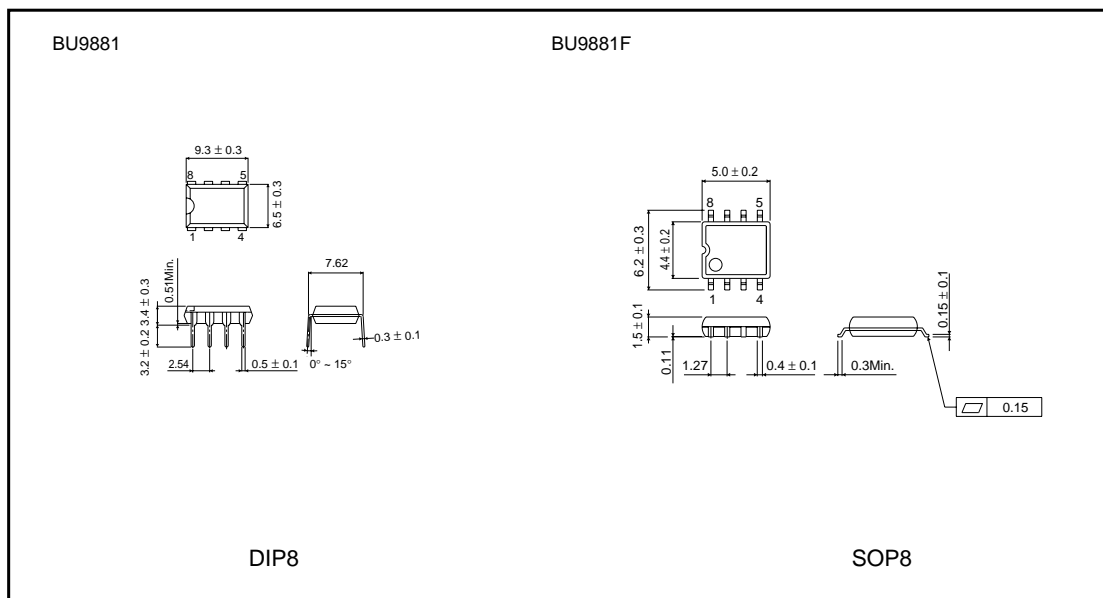 BU9881
BU9881F
9.3 ± 0.3
8
5
6.5 ± 0.3
1
4
0.51Min.
3.2 ± 0.2
3.4 ± 0.3
7.62
0.3 ± 0.1
2.54
0.5 ± 0.1
0° ~ 15°
5.0 ± 0.2
8
5
6.2 ± 0.3
4.4 ± 0.2
1
4
1.5 ± 0.1
0.11
1.27
0.4 ± 0.1
0.3Min.
0.15 ± 0.1
0.15
DIP8
SOP8